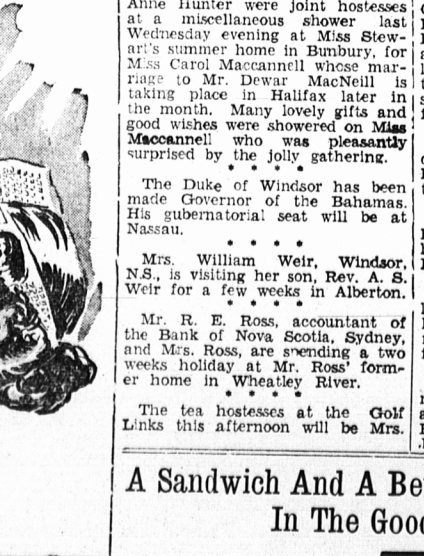 Anne Hunter were joint hostesses
at a miscellaneous shower last
Wednesday evening at Miss Stew-
art's summer home in Bunbury, for
Miss Carol Maccannell whose mar-
riage to Mr. Dewar MacNeill is
taking place in Halifax later in
the month. Many lovely gifts and
good wishes were showered on Miss
Maccannell who was pleasantly
surprised by the jolly gathering.
* * * *
The Duke of Windsor has been
made Governor of the Bahamas.
His gubernatorial seat will be at
Nassau.
* * * *
Mrs. William Weir, Windsor,
N.S., is visiting her son, Rev. A. S.
Weir for a few weeks in Alberton.
* * * *
Mr. R. E. Ross, accountant of
the Bank of Nova Scotia, Sydney,
and Mrs. Ross, are spending a two
weeks holiday at Mr. Ross' form-
er home in Wheatley River.
* * * *
The tea hostesses at the Golf
Links this afternoon will be Mrs.
A Sandwich And A Be
In The Goo